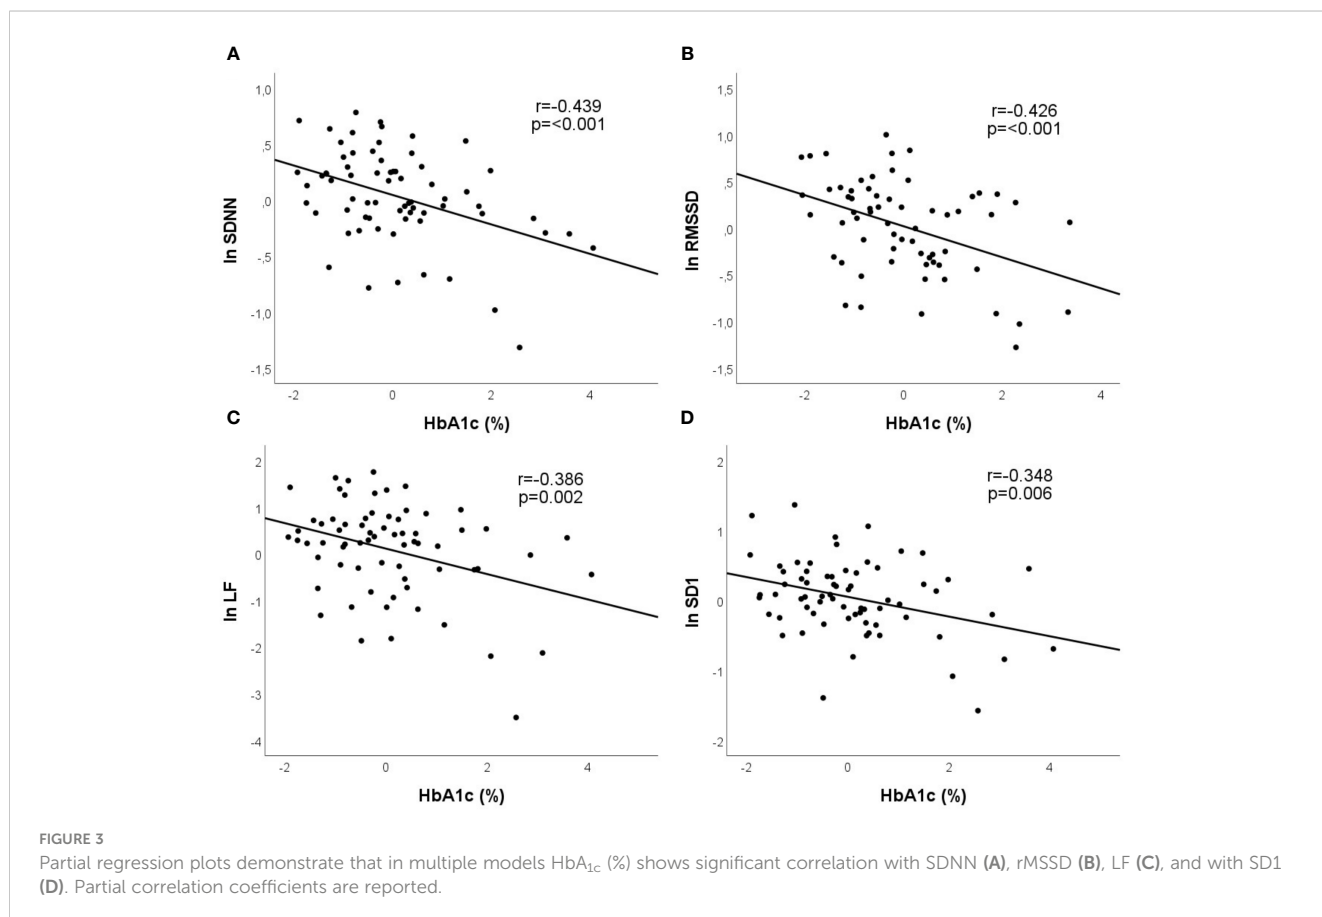 A
1,0
,5
,0
-,5
-1,0
-1,5
ln SDNN
r=-0.439
p=<0.001
-2 0 2 4
HbA1c (%)
B
1,5
1,0
,5
,0
-,5
-1,0
-1,5
ln RMSSD
r=-0.426
p=<0.001
-2 0 2 4
HbA1c (%)
C
2
1
0
-1
-2
-3
-4
ln LF
r=-0.386
p=0.002
-2 0 2 4
HbA1c (%)
D
2
1
0
-1
-2
ln SD1
r=-0.348
p=0.006
-2 0 2 4
HbA1c (%)
FIGURE 3
Partial regression plots demonstrate that in multiple models HbA1c (%) shows significant correlation with SDNN (A), rMSSD (B), LF (C), and with SD1
(D). Partial correlation coefficients are reported.